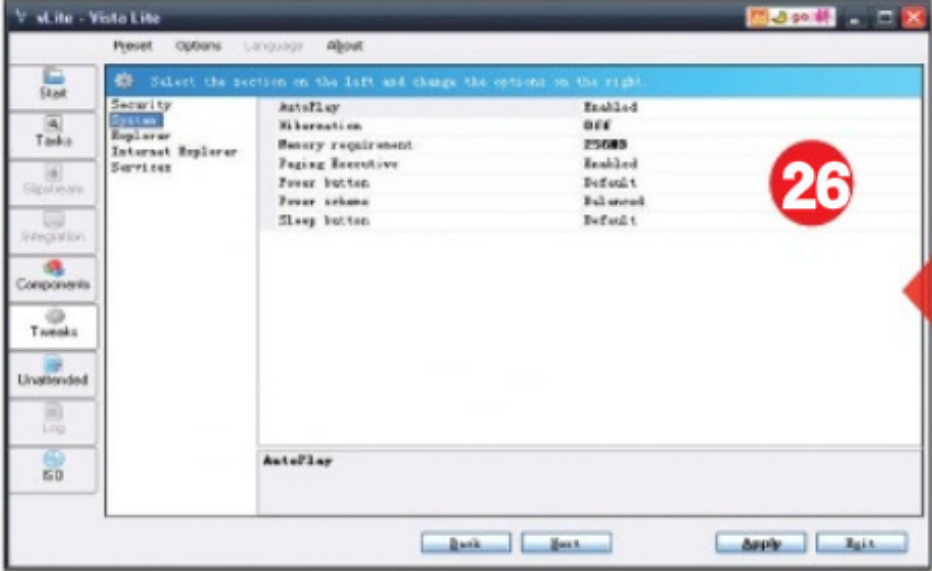 vLite - Vista Lite
Preset Options Language About
Select the section on the left and change the options on the right.
Start
Tasks
Slipstream
Integration
Components
Tweaks
Unattended
Log
ISO
Security
System
Explorer
Internet Explorer
Services
AutoPlay Enabled
Hibernation Off
Memory requirement 256MB
Paging Executive Enabled
Power button Default
Power scheme Balanced
Sleep button Default
26
AutoPlay
Back Next Apply Exit